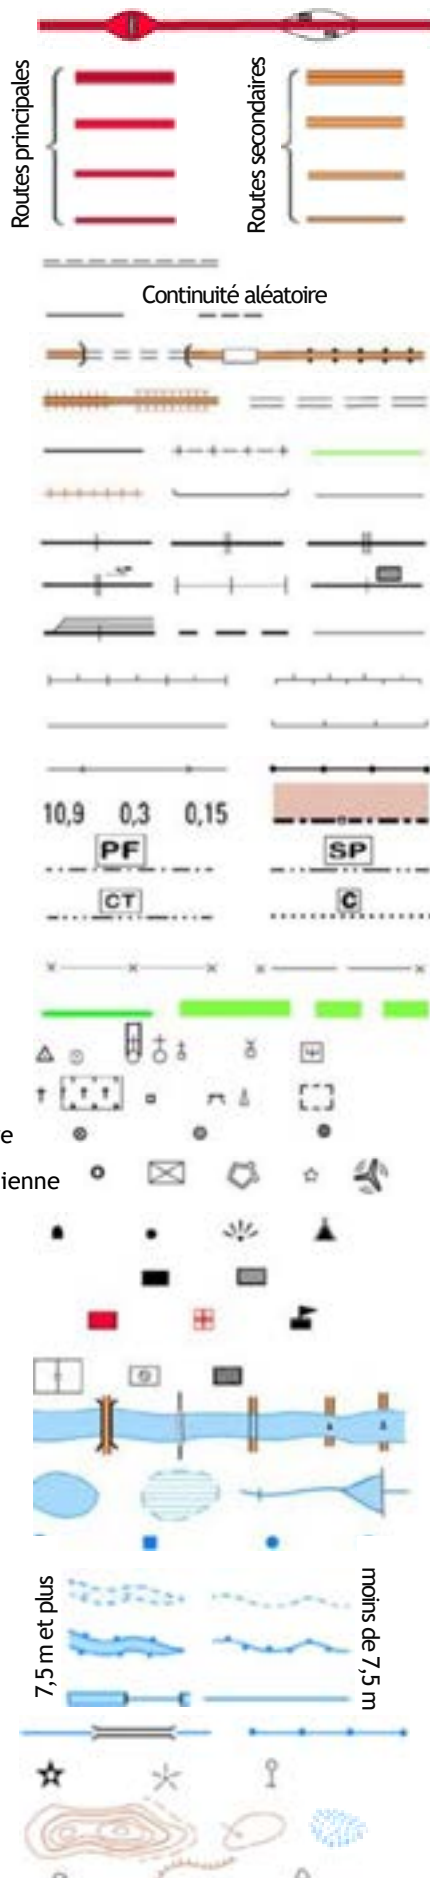 Routes principales
Routes secondaires
Continuité aléatoire
10,9 0,3 0,15
PF SP
CT C
e
ienne
7,5 m et plus
moins de 7,5 m